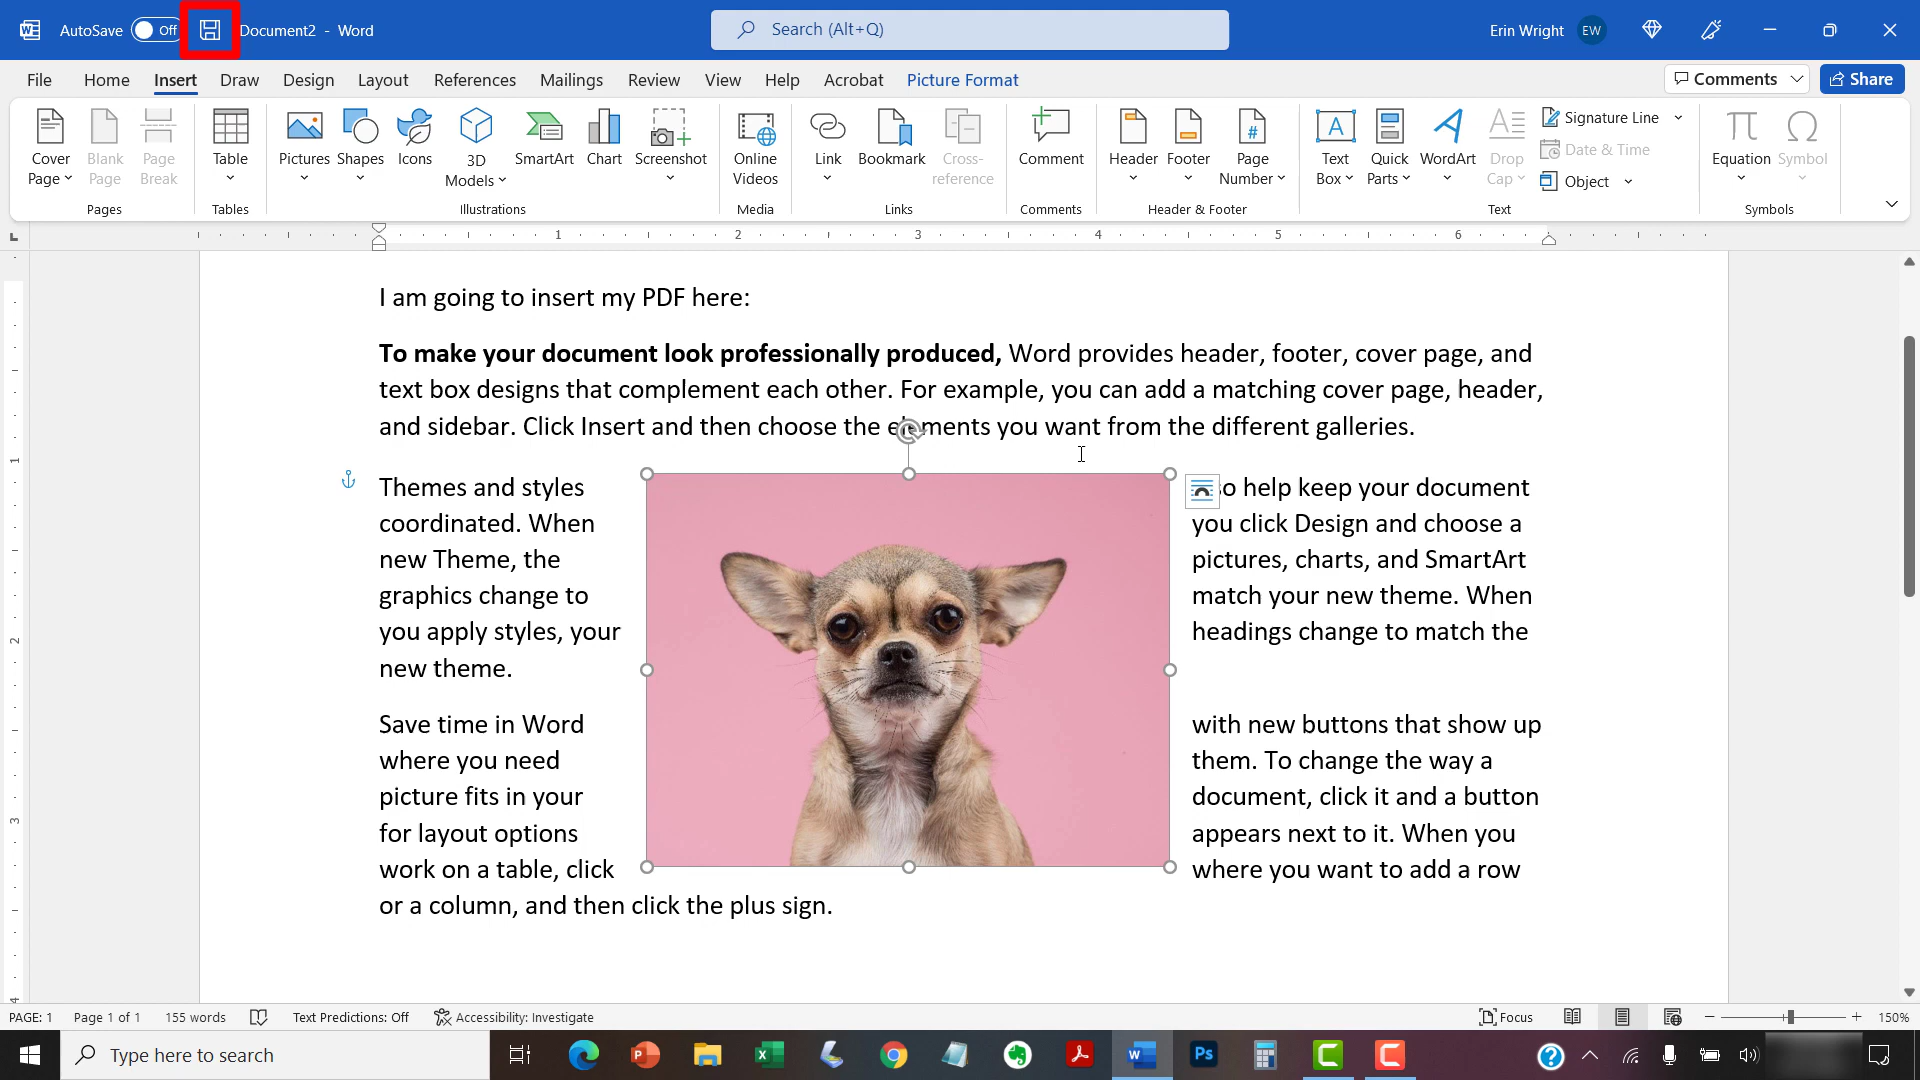 AutoSave Off Document2 - Word Search (Alt+Q) Erin Wright EW
File Home Insert Draw Design Layout References Mailings Review View Help Acrobat Picture Format Comments Share
Cover Page
Blank Page
Page Break
Pages
Table
Tables
Pictures
Shapes
Icons
3D Models
SmartArt
Chart
Screenshot
Illustrations
Online Videos
Media
Link
Bookmark
Cross-reference
Links
Comment
Comments
Header
Footer
Page Number
Header & Footer
Text Box
Quick Parts
WordArt
Drop Cap
Signature Line
Date & Time
Object
Text
Equation
Symbol
Symbols
1 2 3 4 5 6
I am going to insert my PDF here:
To make your document look professionally produced, Word provides header, footer, cover page, and
text box designs that complement each other. For example, you can add a matching cover page, header,
and sidebar. Click Insert and then choose the elements you want from the different galleries.
Themes and styles so help keep your document
coordinated. When you click Design and choose a
new Theme, the pictures, charts, and SmartArt
graphics change to match your new theme. When
you apply styles, your headings change to match the
new theme.
Save time in Word with new buttons that show up
where you need them. To change the way a
picture fits in your document, click it and a button
for layout options appears next to it. When you
work on a table, click where you want to add a row
or a column, and then click the plus sign.
1
2
3
4
PAGE: 1 Page 1 of 1 155 words Text Predictions: Off Accessibility: Investigate Focus 150%
Type here to search